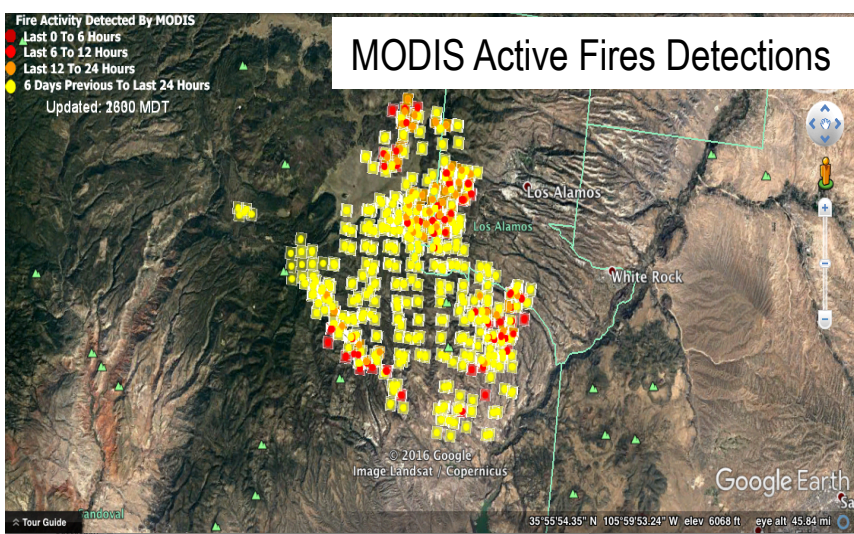 Fire Activity Detected By MODIS
Last 0 To 6 Hours
Last 6 To 12 Hours
Last 12 To 24 Hours
6 Days Previous To Last 24 Hours
Updated: MDT
MODIS Active Fires Detections
Los Alamos
Los Alamos
White Rock
© 2016 Google
Image Landsat / Copernicus
Google Earth
Sa
andoval
Tour Guide
35°55'54.35" N 105°59'53.24" W elev 6068 ft eye alt 45.84 mi